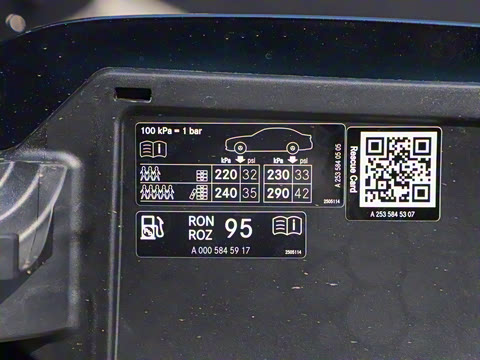 100 kPa = 1 bar
kPa psi kPa psi
220 32 230 33
240 35 290 42
2505114
A 253 584 05 05
Rescue Card
A 253 584 53 07
RON
ROZ 95
A 000 584 59 17
2505114